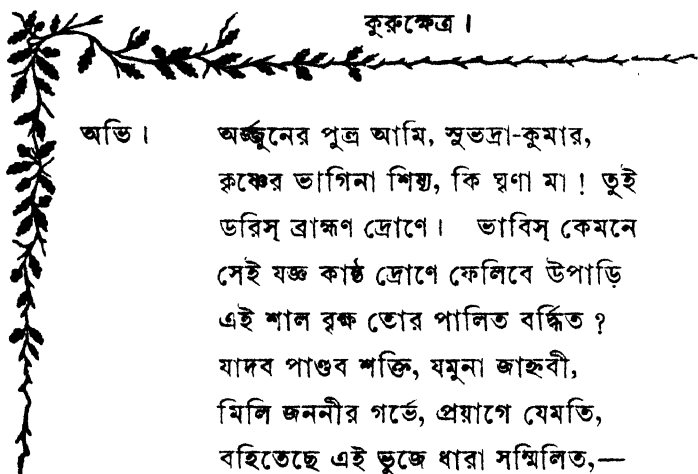 কুরুক্ষেত্র।
অভি। অর্জ্জুনের পুত্র আমি, সুভদ্রা-কুমার,
কৃষ্ণের ভাগিনা শিষ্য, কি ঘৃণা মা! তুই
ডরিস্ ব্রাহ্মণ দ্রোণে। ভাবিস্ কেমনে
সেই যজ্ঞ কাষ্ঠ দ্রোণে ফেলিবে উপাড়ি
এই শাল বৃক্ষ তোর পালিত বর্দ্ধিত?
যাদব পাণ্ডব শক্তি, যমুনা জাহ্নবী,
মিলি জননীর গর্ভে, প্রয়াগে যেমতি,
বহিতেছে এই ভুজে ধারা সম্মিলিত,—